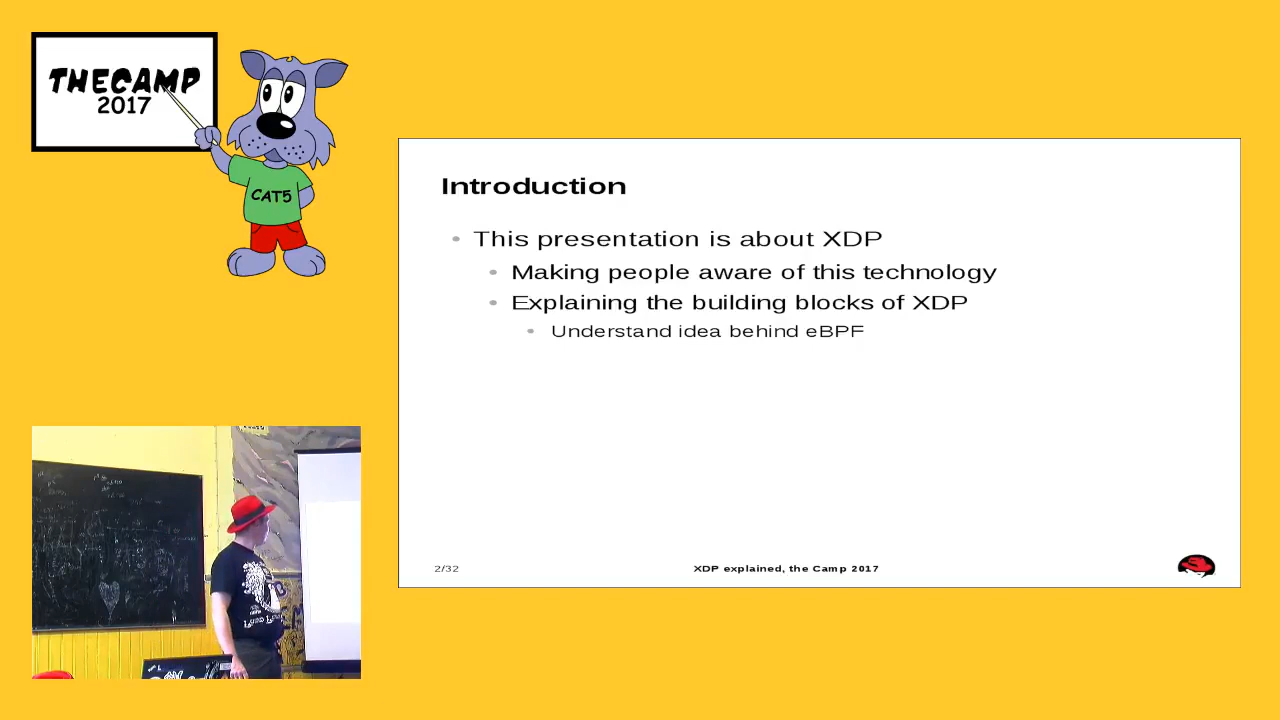 THECAMP
2017
CAT5
Introduction
This presentation is about XDP
Making people aware of this technology
Explaining the building blocks of XDP
Understand idea behind eBPF
2/32
XDP explained, the Camp 2017